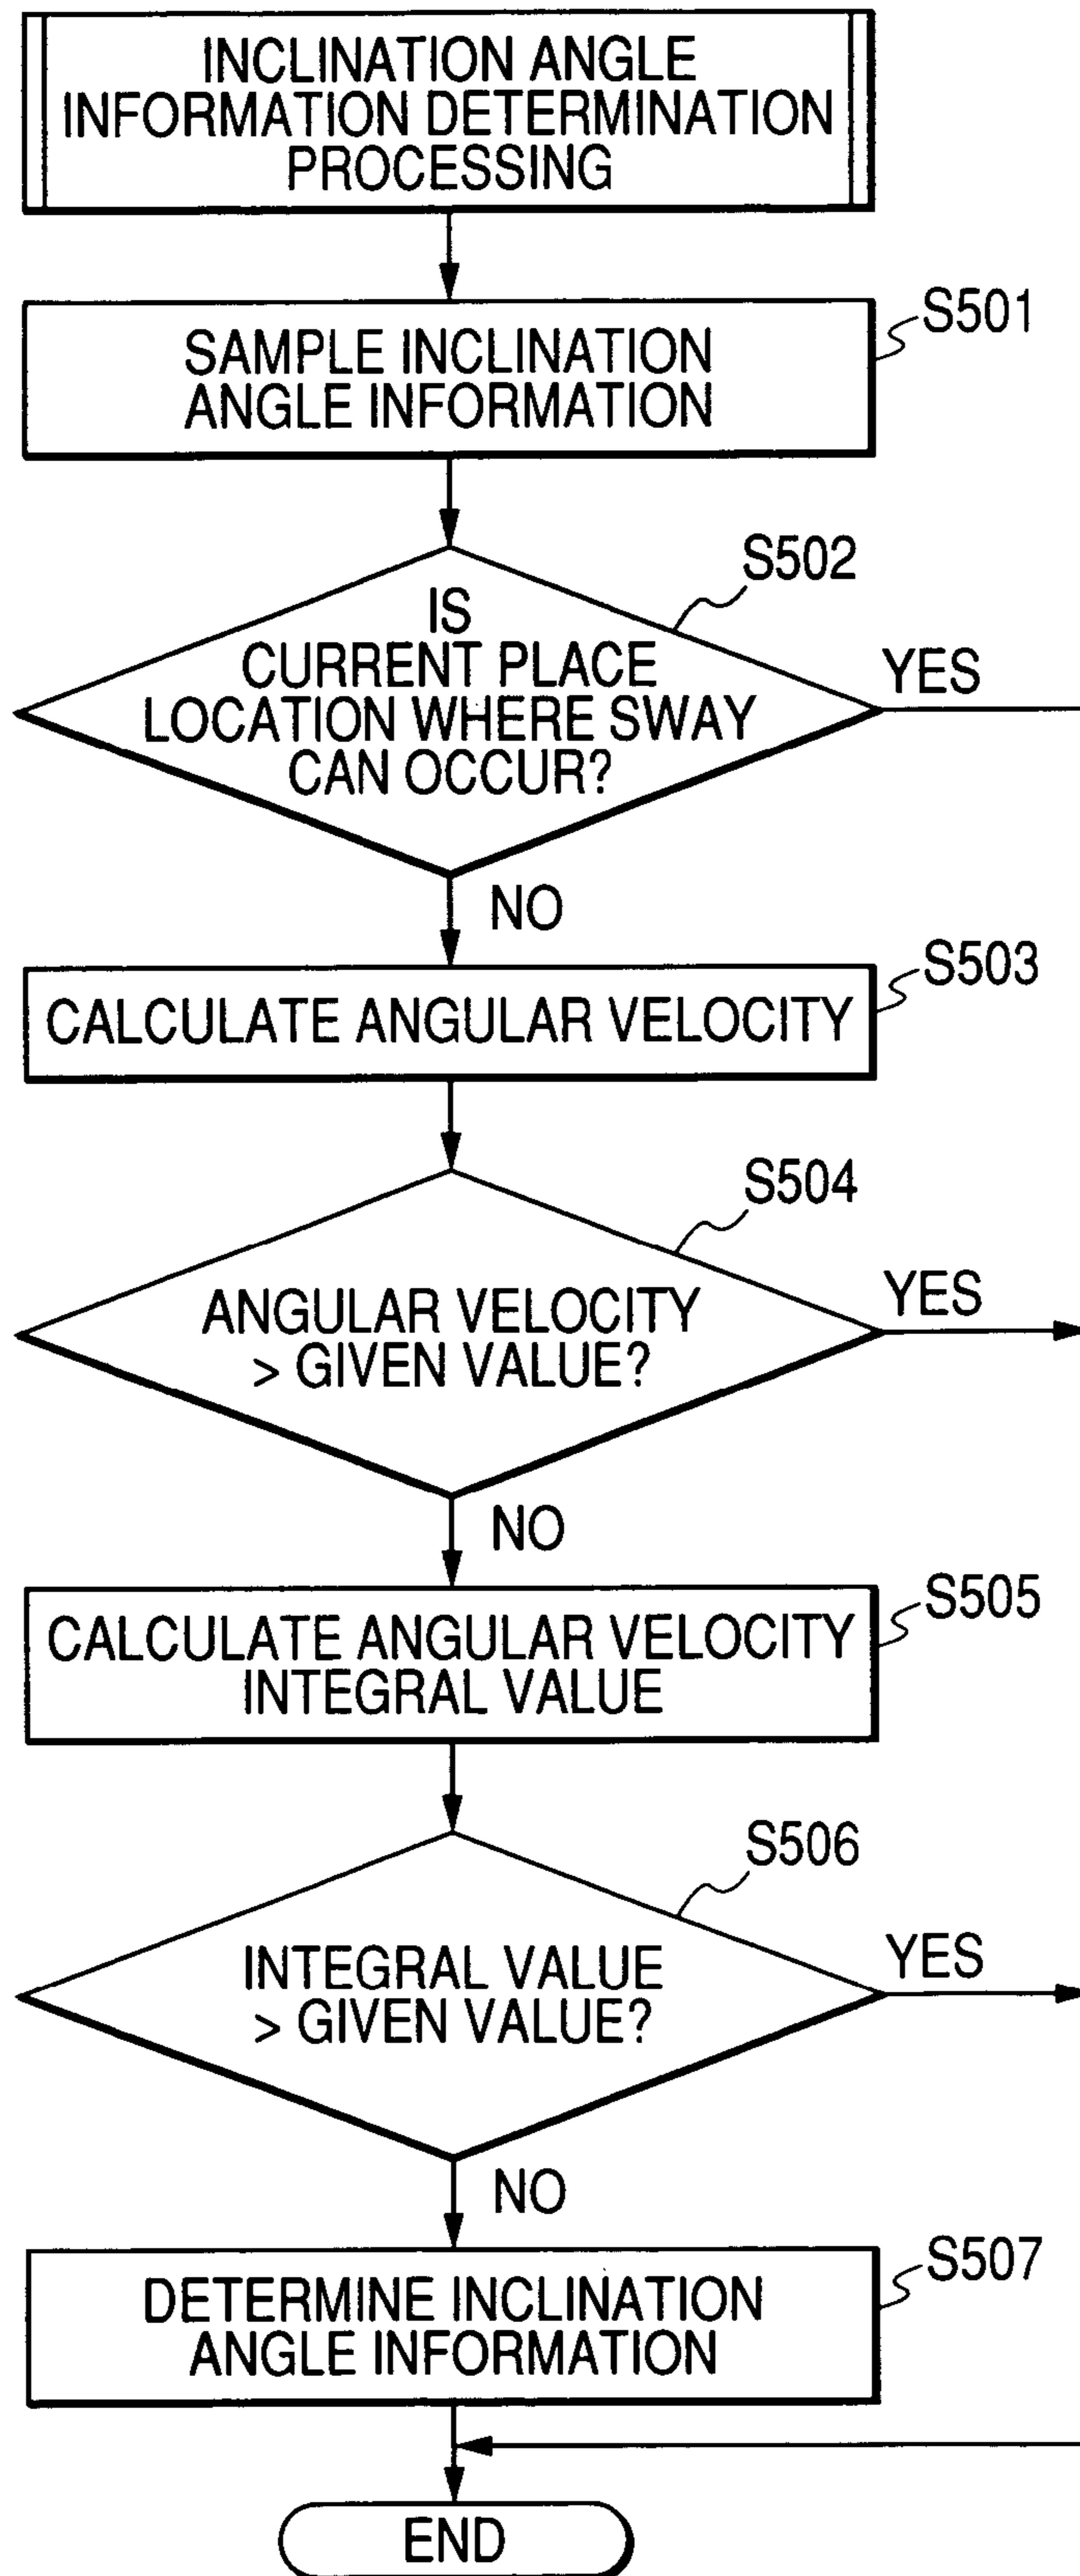 INCLINATION ANGLE
INFORMATION DETERMINATION
PROCESSING
SAMPLE INCLINATION
ANGLE INFORMATION
S501
IS
CURRENT PLACE
LOCATION WHERE SWAY
CAN OCCUR?
S502
YES
NO
CALCULATE ANGULAR VELOCITY
S503
ANGULAR VELOCITY
> GIVEN VALUE?
S504
YES
NO
CALCULATE ANGULAR VELOCITY
INTEGRAL VALUE
S505
INTEGRAL VALUE
> GIVEN VALUE?
S506
YES
NO
DETERMINE INCLINATION
ANGLE INFORMATION
S507
END